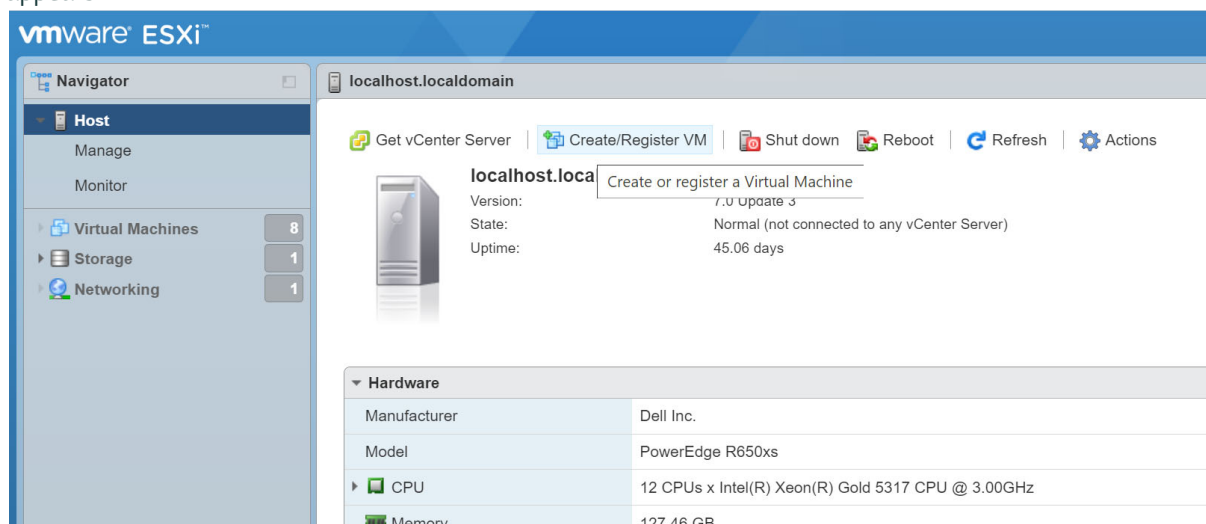 vmware® ESXi™
Navigator
localhost.localdomain
Host
Manage
Monitor
Virtual Machines 8
Storage 1
Networking 1
Get vCenter Server Create/Register VM Shut down Reboot Refresh Actions
localhost.loca
Create or register a Virtual Machine
Version: 7.0 Update 3
State: Normal (not connected to any vCenter Server)
Uptime: 45.06 days
Hardware
Manufacturer Dell Inc.
Model PowerEdge R650xs
CPU 12 CPUs x Intel(R) Xeon(R) Gold 5317 CPU @ 3.00GHz
Memory 127.46 GB